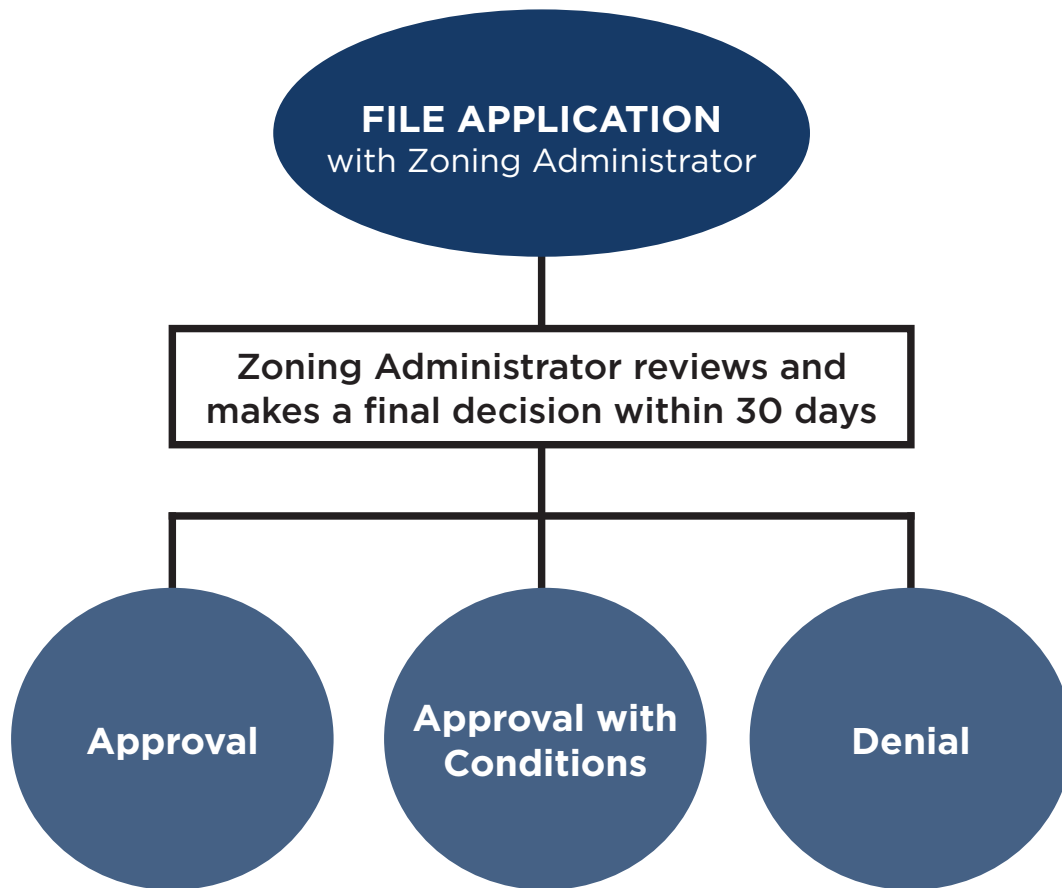 FILE APPLICATION
with Zoning Administrator
Zoning Administrator reviews and
makes a final decision within 30 days
Approval
Approval with
Conditions
Denial